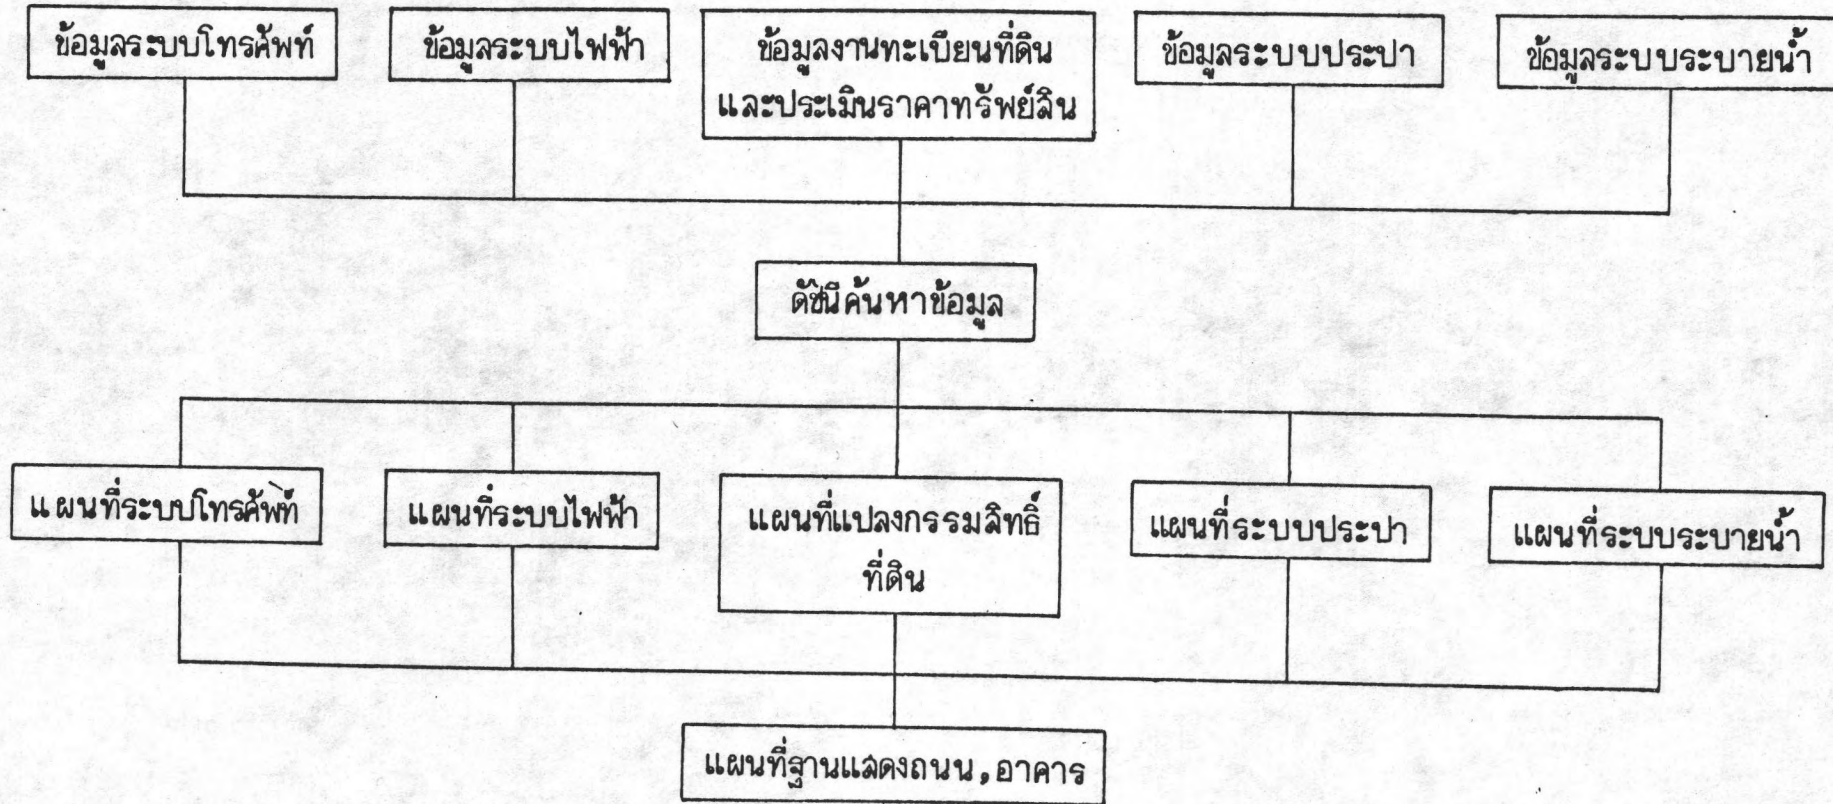 ข้อมูลระบบโทรศัพท์
ข้อมูลระบบไฟฟ้า
ข้อมูลงานทะเบียนที่ดิน
และประเมินราคาทรัพย์สิน
ข้อมูลระบบประปา
ข้อมูลระบบระบายน้ำ
ดัชนีค้นหาข้อมูล
แผนที่ระบบโทรศัพท์
แผนที่ระบบไฟฟ้า
แผนที่แปลงกรรมสิทธิ์
ที่ดิน
แผนที่ระบบประปา
แผนที่ระบบระบายน้ำ
แผนที่ฐานแสดงถนน,อาคาร